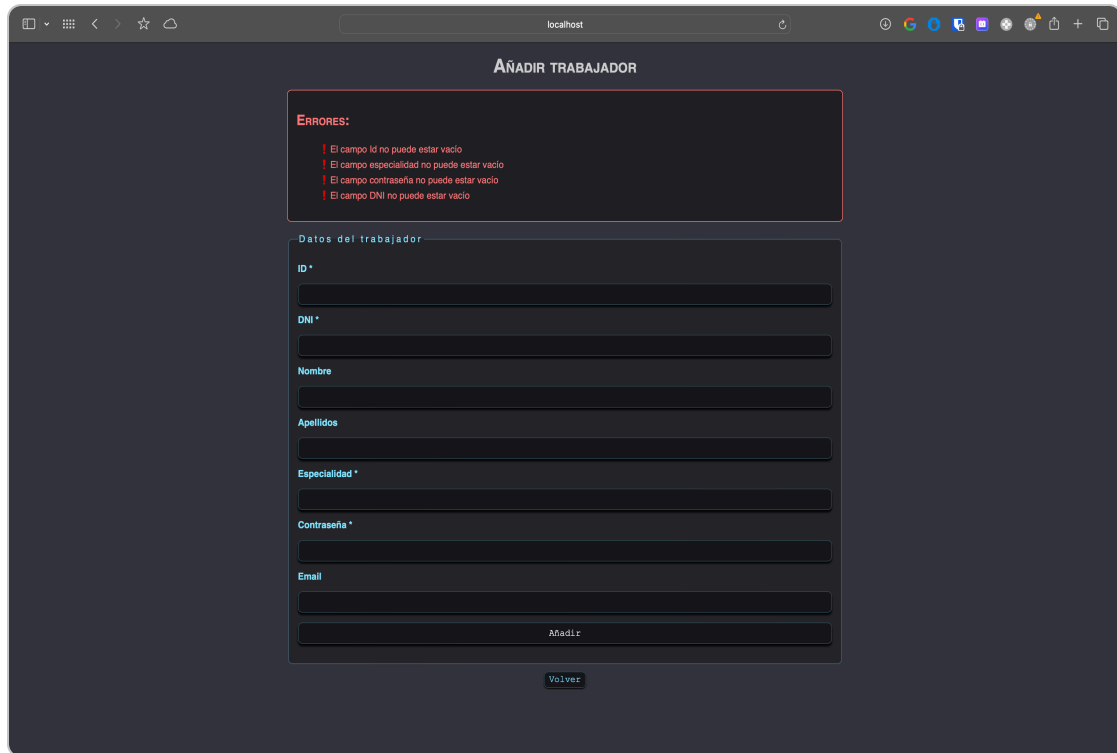 localhost
AÑADIR TRABAJADOR
ERRORES:
❗ El campo Id no puede estar vacío
❗ El campo especialidad no puede estar vacío
❗ El campo contraseña no puede estar vacío
❗ El campo DNI no puede estar vacío
Datos del trabajador
ID *
DNI *
Nombre
Apellidos
Especialidad *
Contraseña *
Email
Añadir
Volver